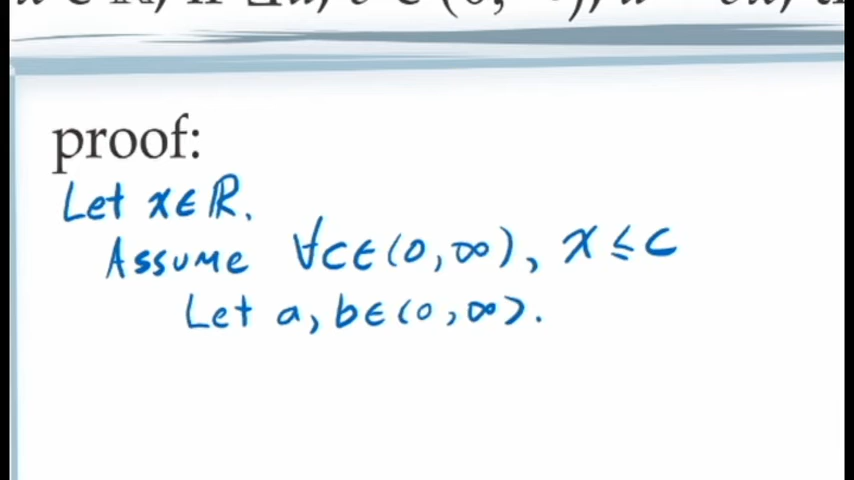 proof:
Let x∈ℝ.
Assume ∀c∈(0,∞), x≤c
Let a,b∈(0,∞).